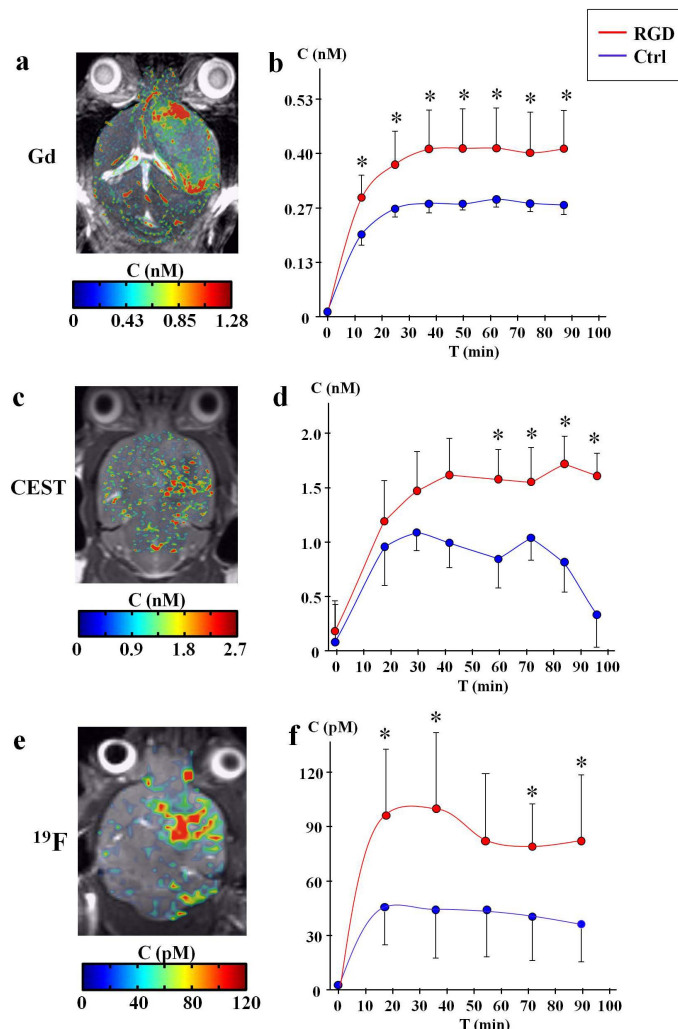 RGD
Ctrl
a
Gd
C (nM)
0 0.43 0.85 1.28
b
C (nM)
0.53
0.40
0.27
0.13
0
* * * * * * *
0 10 20 30 40 50 60 70 80 90 100
T (min)
c
CEST
C (nM)
0 0.9 1.8 2.7
d
C (nM)
2.0
1.5
1.0
0.5
0
* * * *
0 10 20 30 40 50 60 70 80 90 100
T (min)
e
19F
C (pM)
0 40 80 120
f
C (pM)
120
90
60
30
0
* * * *
0 10 20 30 40 50 60 70 80 90 100
T (min)